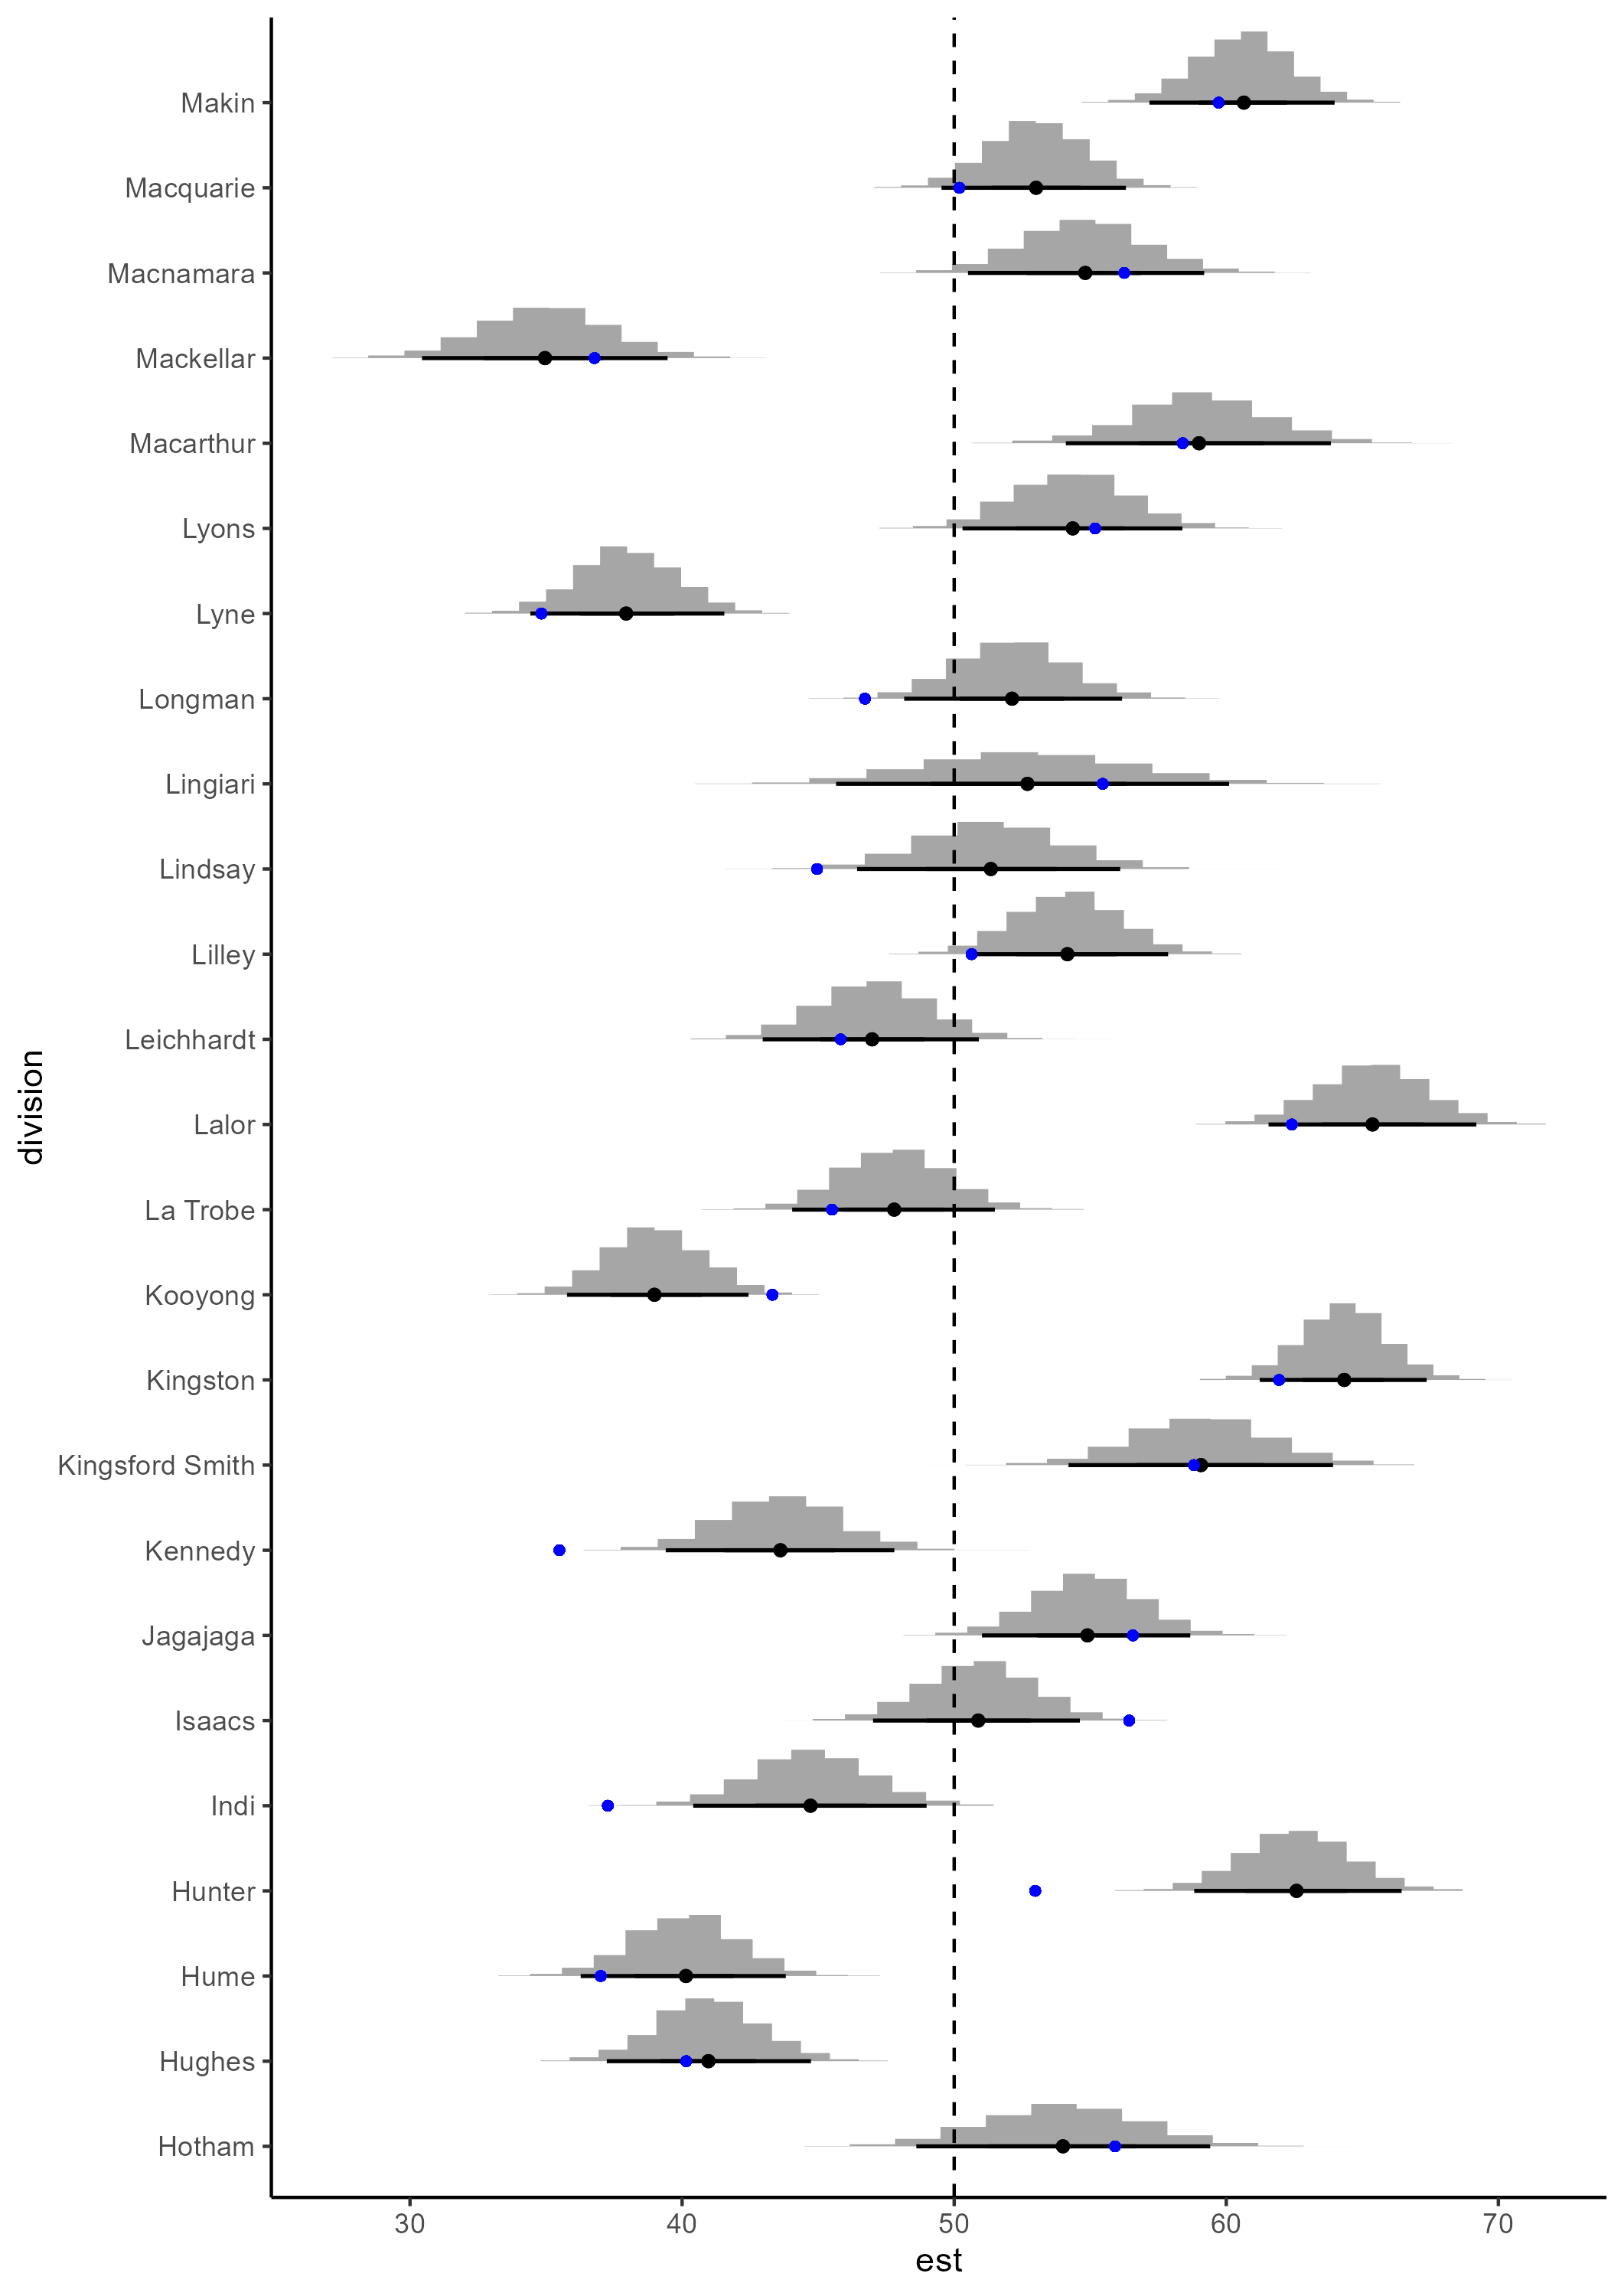 Makin
Macquarie
Macnamara
Mackellar
Macarthur
Lyons
Lyne
Longman
Lingiari
Lindsay
Lilley
Leichhardt
Lalor
La Trobe
Kooyong
Kingston
Kingsford Smith
Kennedy
Jagajaga
Isaacs
Indi
Hunter
Hume
Hughes
Hotham
division
30 40 50 60 70
est